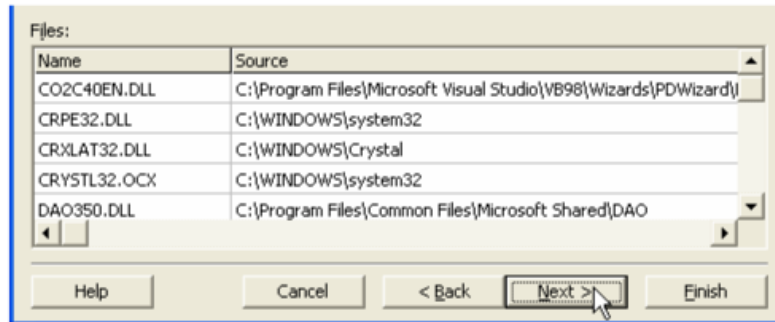 Files:
Name Source
CO2C40EN.DLL C:\Program Files\Microsoft Visual Studio\VB98\Wizards\PDWizard\
CRPE32.DLL C:\WINDOWS\system32
CRXLAT32.DLL C:\WINDOWS\Crystal
CRYSTL32.OCX C:\WINDOWS\system32
DAO350.DLL C:\Program Files\Common Files\Microsoft Shared\DAO
Help Cancel < Back Next > Finish